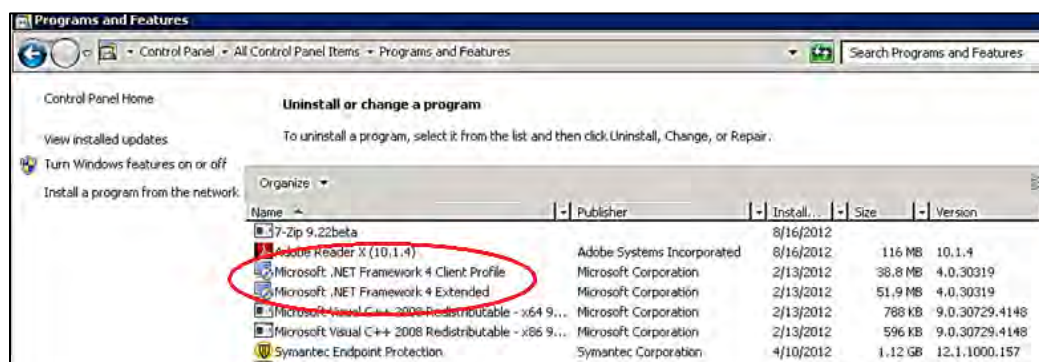 Programs and Features
Control Panel All Control Panel Items Programs and Features
Search Programs and Features
Control Panel Home
Uninstall or change a program
View installed updates
To uninstall a program, select it from the list and then click Uninstall, Change, or Repair.
Turn Windows features on or off
Install a program from the network
Organize
Name Publisher Install... Size Version
7-Zip 9.22beta 8/16/2012
Adobe Reader X (10.1.4) Adobe Systems Incorporated 8/16/2012 116 MB 10.1.4
Microsoft .NET Framework 4 Client Profile Microsoft Corporation 2/13/2012 38.8 MB 4.0.30319
Microsoft .NET Framework 4 Extended Microsoft Corporation 2/13/2012 51.9 MB 4.0.30319
Microsoft Visual C++ 2008 Redistributable - x64 9... Microsoft Corporation 2/13/2012 788 KB 9.0.30729.4148
Microsoft Visual C++ 2008 Redistributable - x86 9... Microsoft Corporation 2/13/2012 596 KB 9.0.30729.4148
Symantec Endpoint Protection Symantec Corporation 4/10/2012 1.12 GB 12.1.1000.157